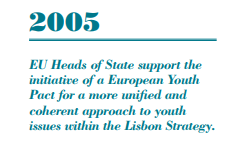 2005
EU Heads of State support the
initiative of a European Youth
Pact for a more unified and
coherent approach to youth
issues within the Lisbon Strategy.